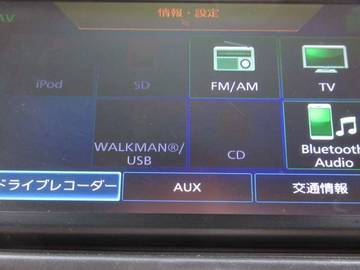 AV
情報・設定
iPod
SD
FM/AM
TV
WALKMAN®/
USB
CD
Bluetooth
Audio
ドライブレコーダー
AUX
交通情報